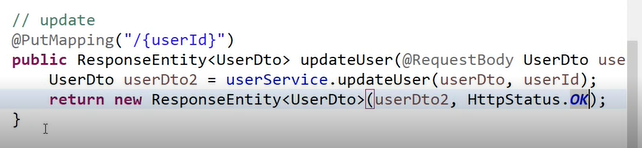 // update
@PutMapping("/{userId}")
public ResponseEntity<UserDto> updateUser(@RequestBody UserDto use
UserDto userDto2 = userService.updateUser(userDto, userId);
return new ResponseEntity<UserDto>(userDto2, HttpStatus.OK);
}